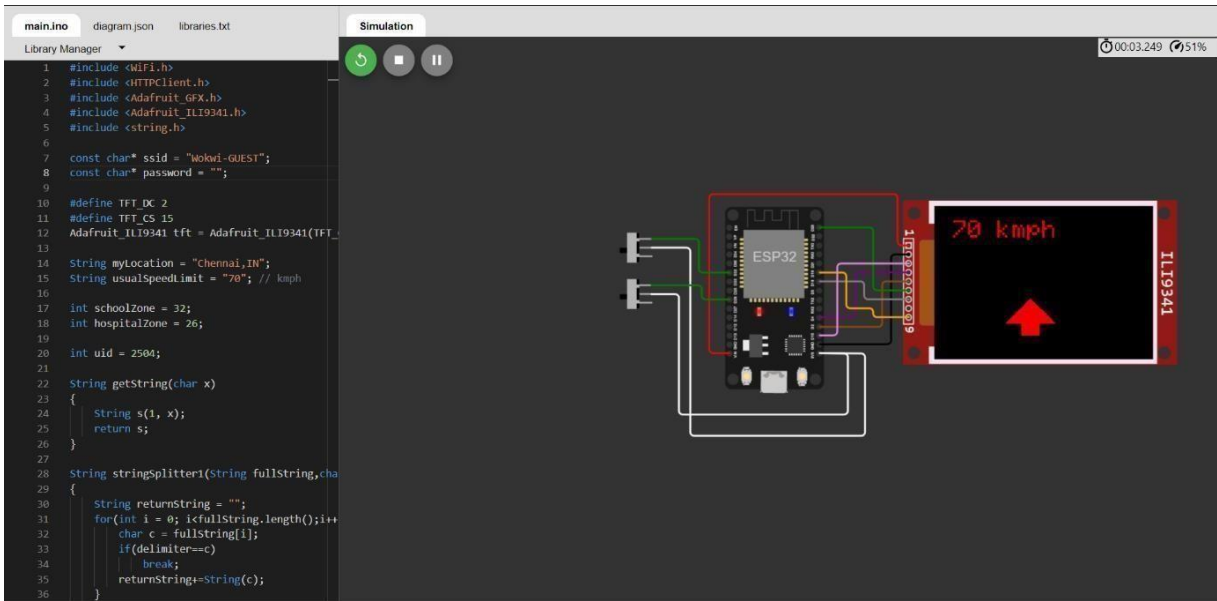 main.ino diagram.json libraries.txt Simulation
Library Manager
00:03.249 51%
1 #include <WiFi.h>
2 #include <HTTPClient.h>
3 #include <Adafruit_GFX.h>
4 #include <Adafruit_ILI9341.h>
5 #include <string.h>
6
7 const char* ssid = "Wokwi-GUEST";
8 const char* password = "";
9
10 #define TFT_DC 2
11 #define TFT_CS 15
12 Adafruit_ILI9341 tft = Adafruit_ILI9341(TFT_
13
14 String myLocation = "Chennai,IN";
15 String usualSpeedLimit = "70"; // kmph
16
17 int schoolZone = 32;
18 int hospitalZone = 26;
19
20 int uid = 2504;
21
22 String getString(char x)
23 {
24 String s(1, x);
25 return s;
26 }
27
28 String stringSplitter1(String fullString,cha
29 {
30 String returnString = "";
31 for(int i = 0; i<fullString.length();i++
32 char c = fullString[i];
33 if(delimiter==c)
34 break;
35 returnString+=String(c);
36 }
ESP32
1
9
70 kmph
ILI9341